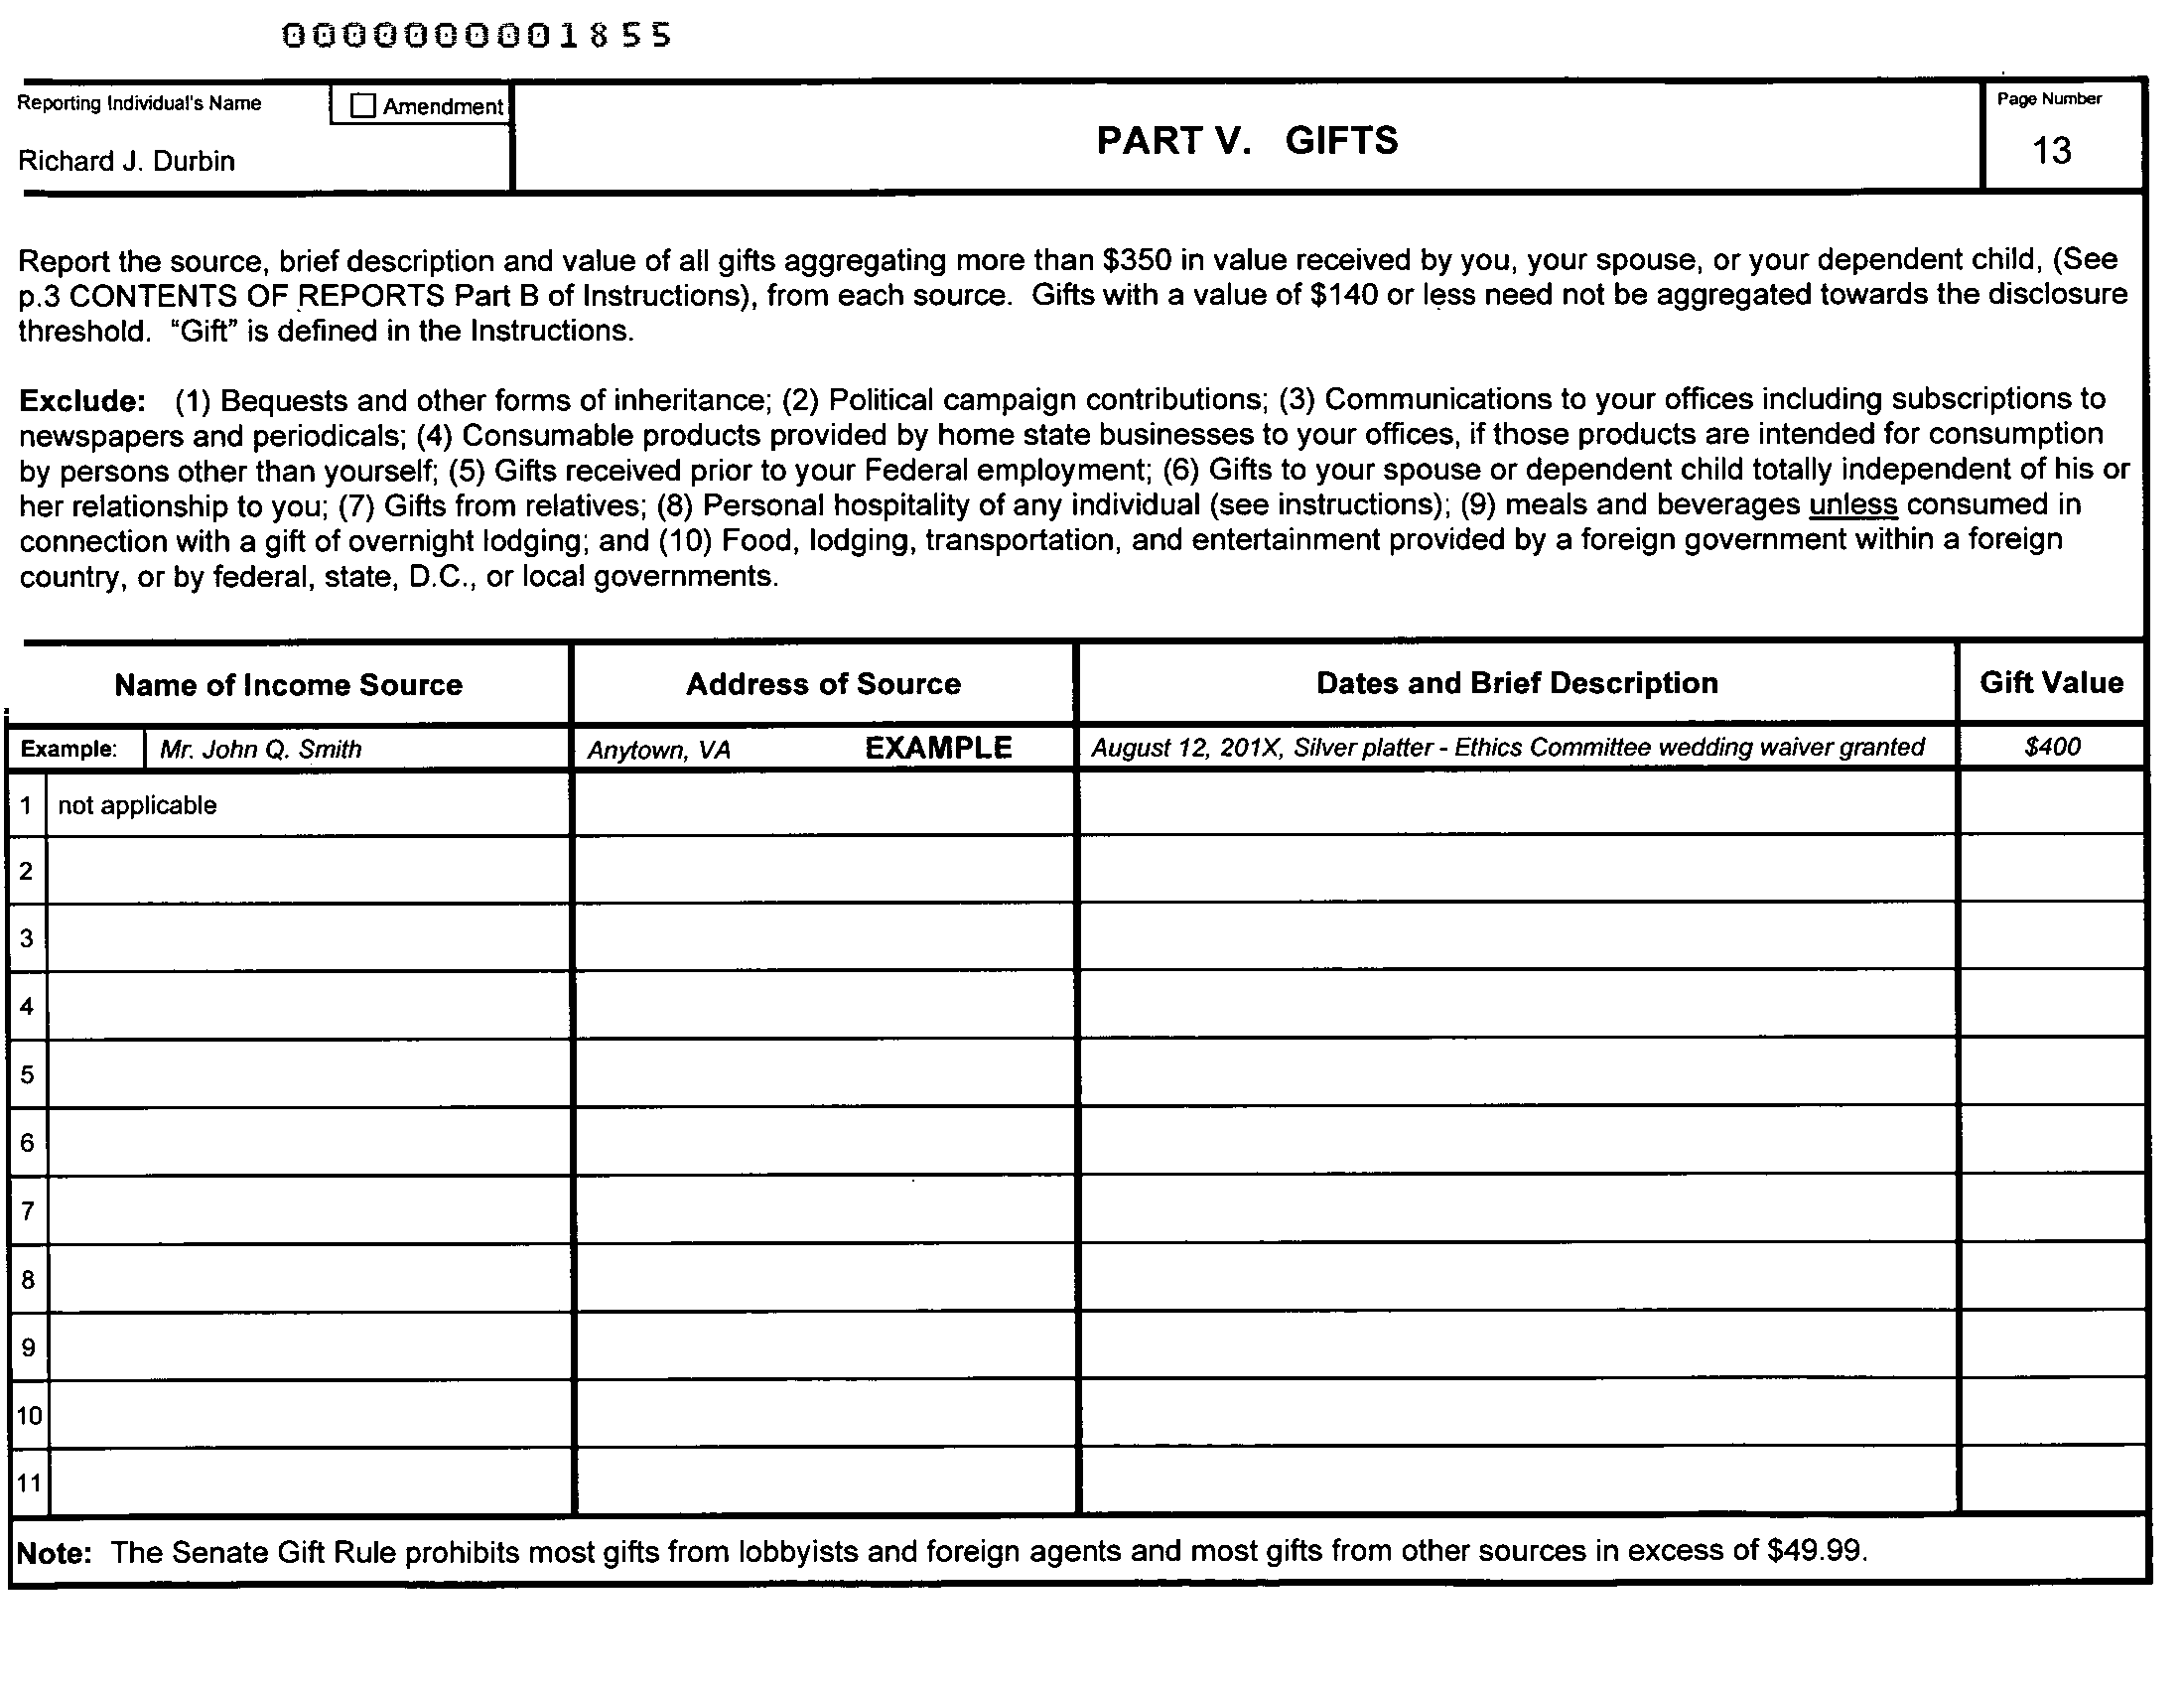 0000000001855
Reporting Individual's Name
☐ Amendment
Richard J. Durbin
PART V. GIFTS
Page Number
13
Report the source, brief description and value of all gifts aggregating more than $350 in value received by you, your spouse, or your dependent child, (See
p.3 CONTENTS OF REPORTS Part B of Instructions), from each source. Gifts with a value of $140 or less need not be aggregated towards the disclosure
threshold. "Gift" is defined in the Instructions.
Exclude: (1) Bequests and other forms of inheritance; (2) Political campaign contributions; (3) Communications to your offices including subscriptions to
newspapers and periodicals; (4) Consumable products provided by home state businesses to your offices, if those products are intended for consumption
by persons other than yourself; (5) Gifts received prior to your Federal employment; (6) Gifts to your spouse or dependent child totally independent of his or
her relationship to you; (7) Gifts from relatives; (8) Personal hospitality of any individual (see instructions); (9) meals and beverages unless consumed in
connection with a gift of overnight lodging; and (10) Food, lodging, transportation, and entertainment provided by a foreign government within a foreign
country, or by federal, state, D.C., or local governments.
Name of Income Source Address of Source Dates and Brief Description Gift Value
Example: Mr. John Q. Smith Anytown, VA EXAMPLE August 12, 201X, Silver platter - Ethics Committee wedding waiver granted $400
1 not applicable
2
3
4
5
6
7
8
9
10
11
Note: The Senate Gift Rule prohibits most gifts from lobbyists and foreign agents and most gifts from other sources in excess of $49.99.